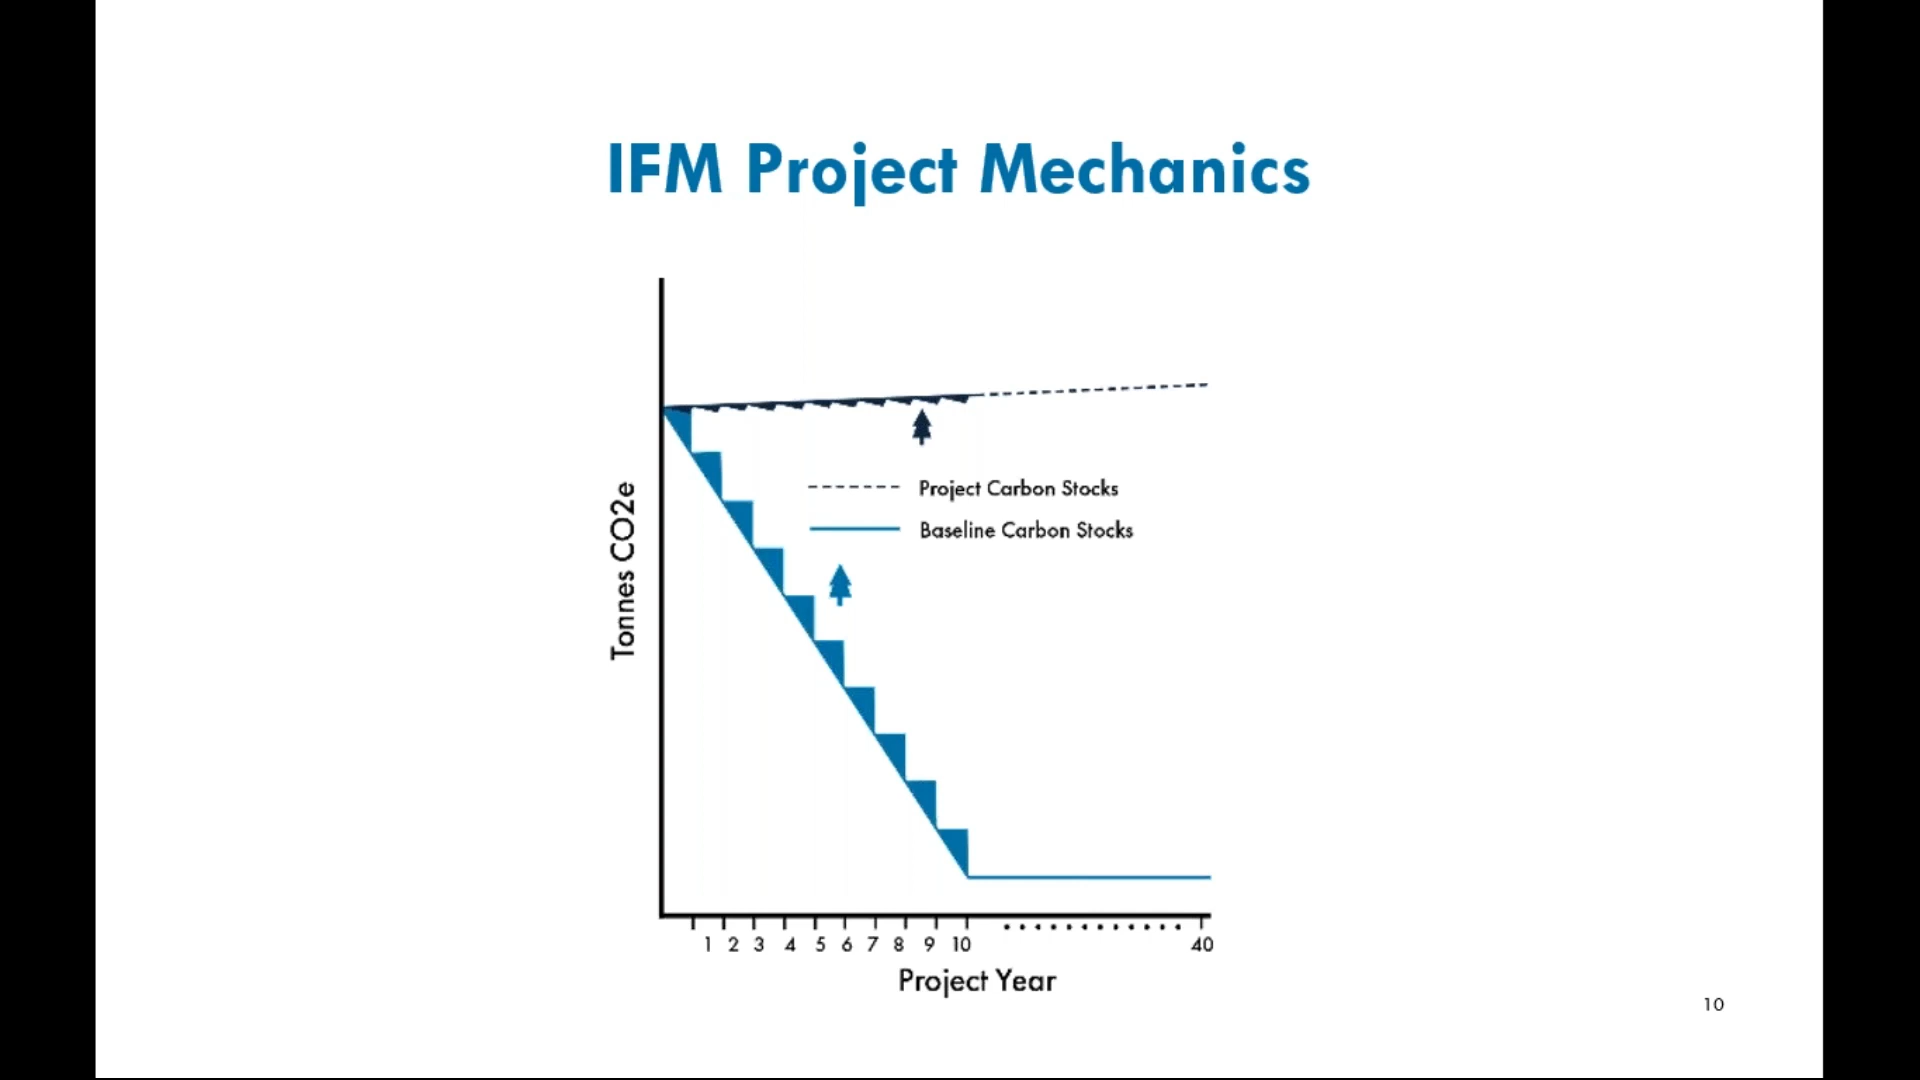 IFM Project Mechanics
Tonnes CO2e
Project Carbon Stocks
Baseline Carbon Stocks
1 2 3 4 5 6 7 8 9 10 40
Project Year
10